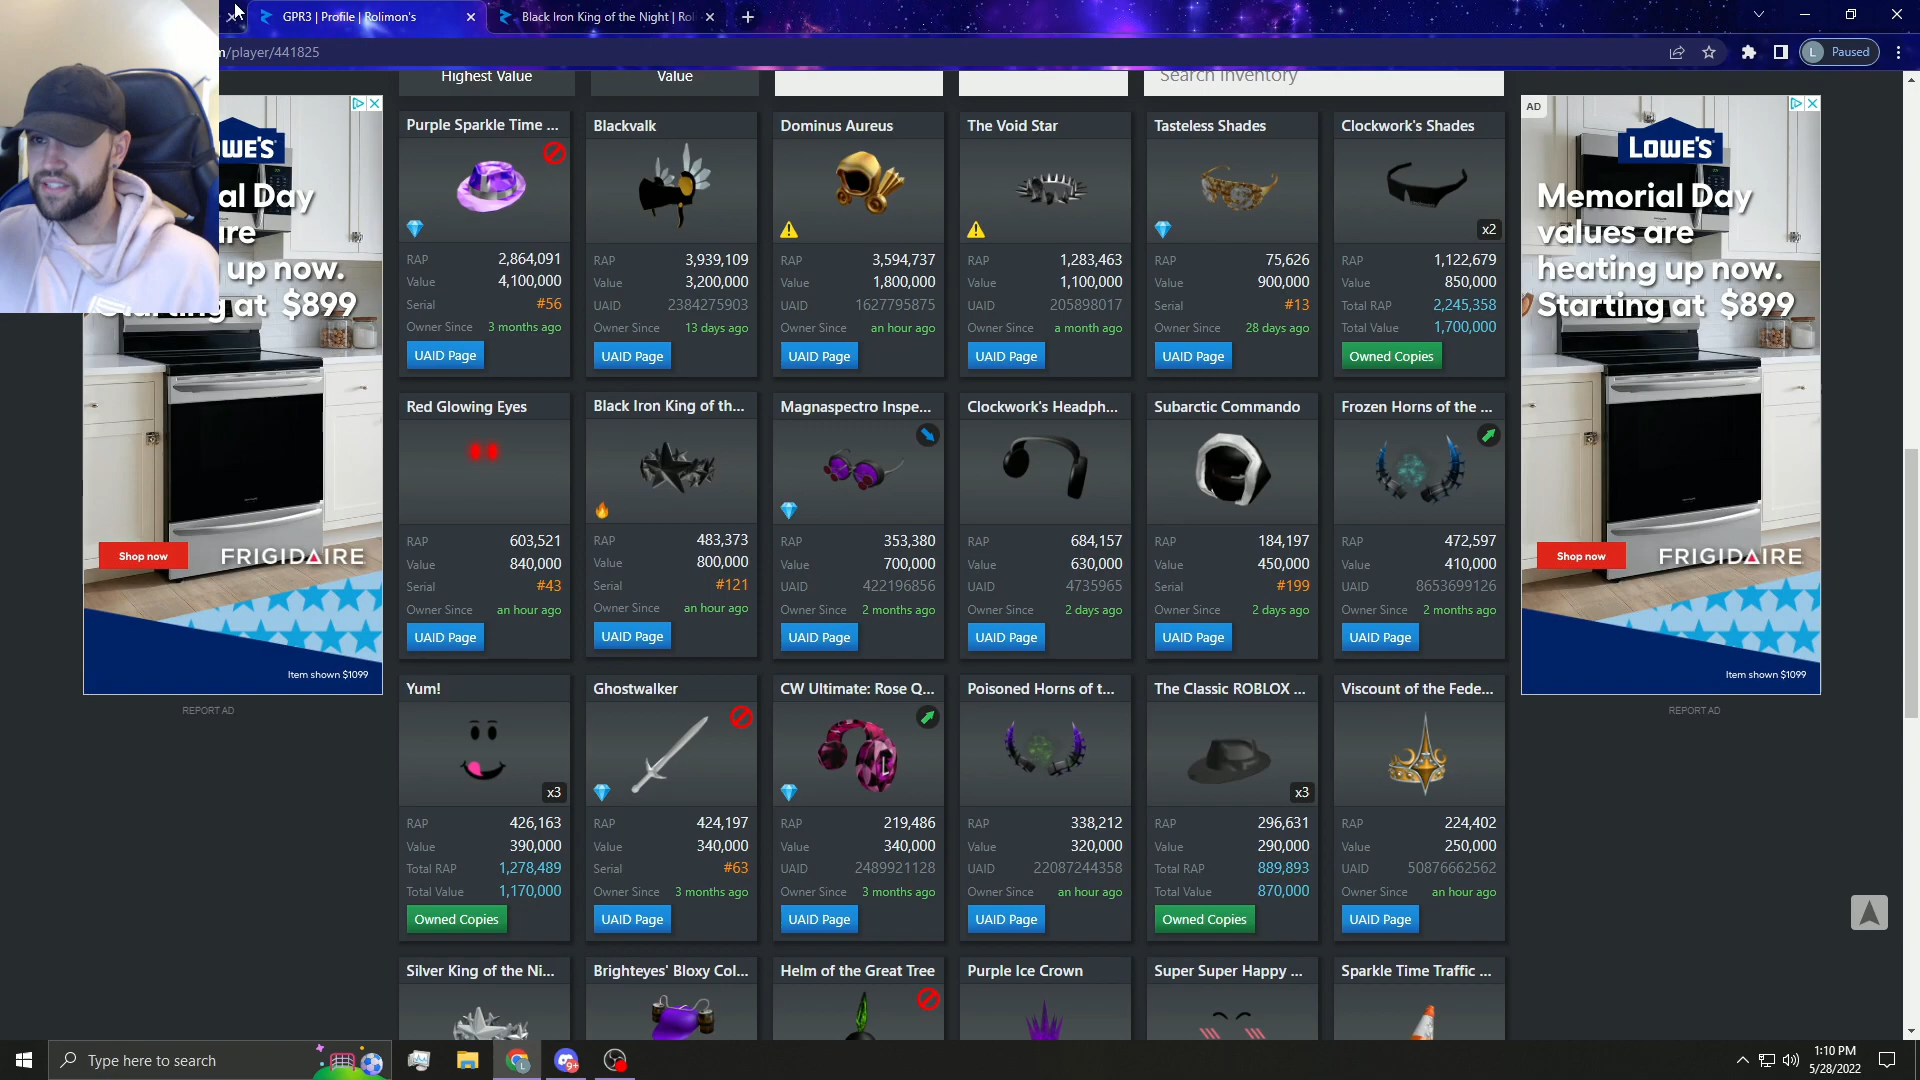 GPR3 | Profile | Rolimon's
Black Iron King of the Night | Roli
/player/441825
L Paused
Highest Value
Value
Search Inventory
WE'S
al Day
are
up now.
Starting at $899
Shop now
FRIGIDAIRE
Item shown $1099
REPORT AD
Purple Sparkle Time ...
RAP 2,864,091
Value 4,100,000
Serial #56
Owner Since 3 months ago
UAID Page
Blackvalk
RAP 3,939,109
Value 3,200,000
UAID 2384275903
Owner Since 13 days ago
UAID Page
Dominus Aureus
RAP 3,594,737
Value 1,800,000
UAID 1627795875
Owner Since an hour ago
UAID Page
The Void Star
RAP 1,283,463
Value 1,100,000
UAID 205898017
Owner Since a month ago
UAID Page
Tasteless Shades
RAP 75,626
Value 900,000
Serial #13
Owner Since 28 days ago
UAID Page
Clockwork's Shades
x2
RAP 1,122,679
Value 850,000
Total RAP 2,245,358
Total Value 1,700,000
Owned Copies
Red Glowing Eyes
RAP 603,521
Value 840,000
Serial #43
Owner Since an hour ago
UAID Page
Black Iron King of th...
RAP 483,373
Value 800,000
Serial #121
Owner Since an hour ago
UAID Page
Magnaspectro Inspe...
RAP 353,380
Value 700,000
UAID 422196856
Owner Since 2 months ago
UAID Page
Clockwork's Headph...
RAP 684,157
Value 630,000
UAID 4735965
Owner Since 2 days ago
UAID Page
Subarctic Commando
RAP 184,197
Value 450,000
Serial #199
Owner Since 2 days ago
UAID Page
Frozen Horns of the ...
RAP 472,597
Value 410,000
UAID 8653699126
Owner Since 2 months ago
UAID Page
Yum!
x3
RAP 426,163
Value 390,000
Total RAP 1,278,489
Total Value 1,170,000
Owned Copies
Ghostwalker
RAP 424,197
Value 340,000
Serial #63
Owner Since 3 months ago
UAID Page
CW Ultimate: Rose Q...
RAP 219,486
Value 340,000
UAID 2489921128
Owner Since 3 months ago
UAID Page
Poisoned Horns of t...
RAP 338,212
Value 320,000
UAID 22087244358
Owner Since an hour ago
UAID Page
The Classic ROBLOX ...
x3
RAP 296,631
Value 290,000
Total RAP 889,893
Total Value 870,000
Owned Copies
Viscount of the Fede...
RAP 224,402
Value 250,000
UAID 50876662562
Owner Since an hour ago
UAID Page
Silver King of the Ni...
Brighteyes' Bloxy Col...
Helm of the Great Tree
Purple Ice Crown
Super Super Happy ...
Sparkle Time Traffic ...
AD
LOWE'S
Memorial Day
values are
heating up now.
Starting at $899
Shop now
FRIGIDAIRE
Item shown $1099
REPORT AD
Type here to search
9+
1:10 PM
5/28/2022